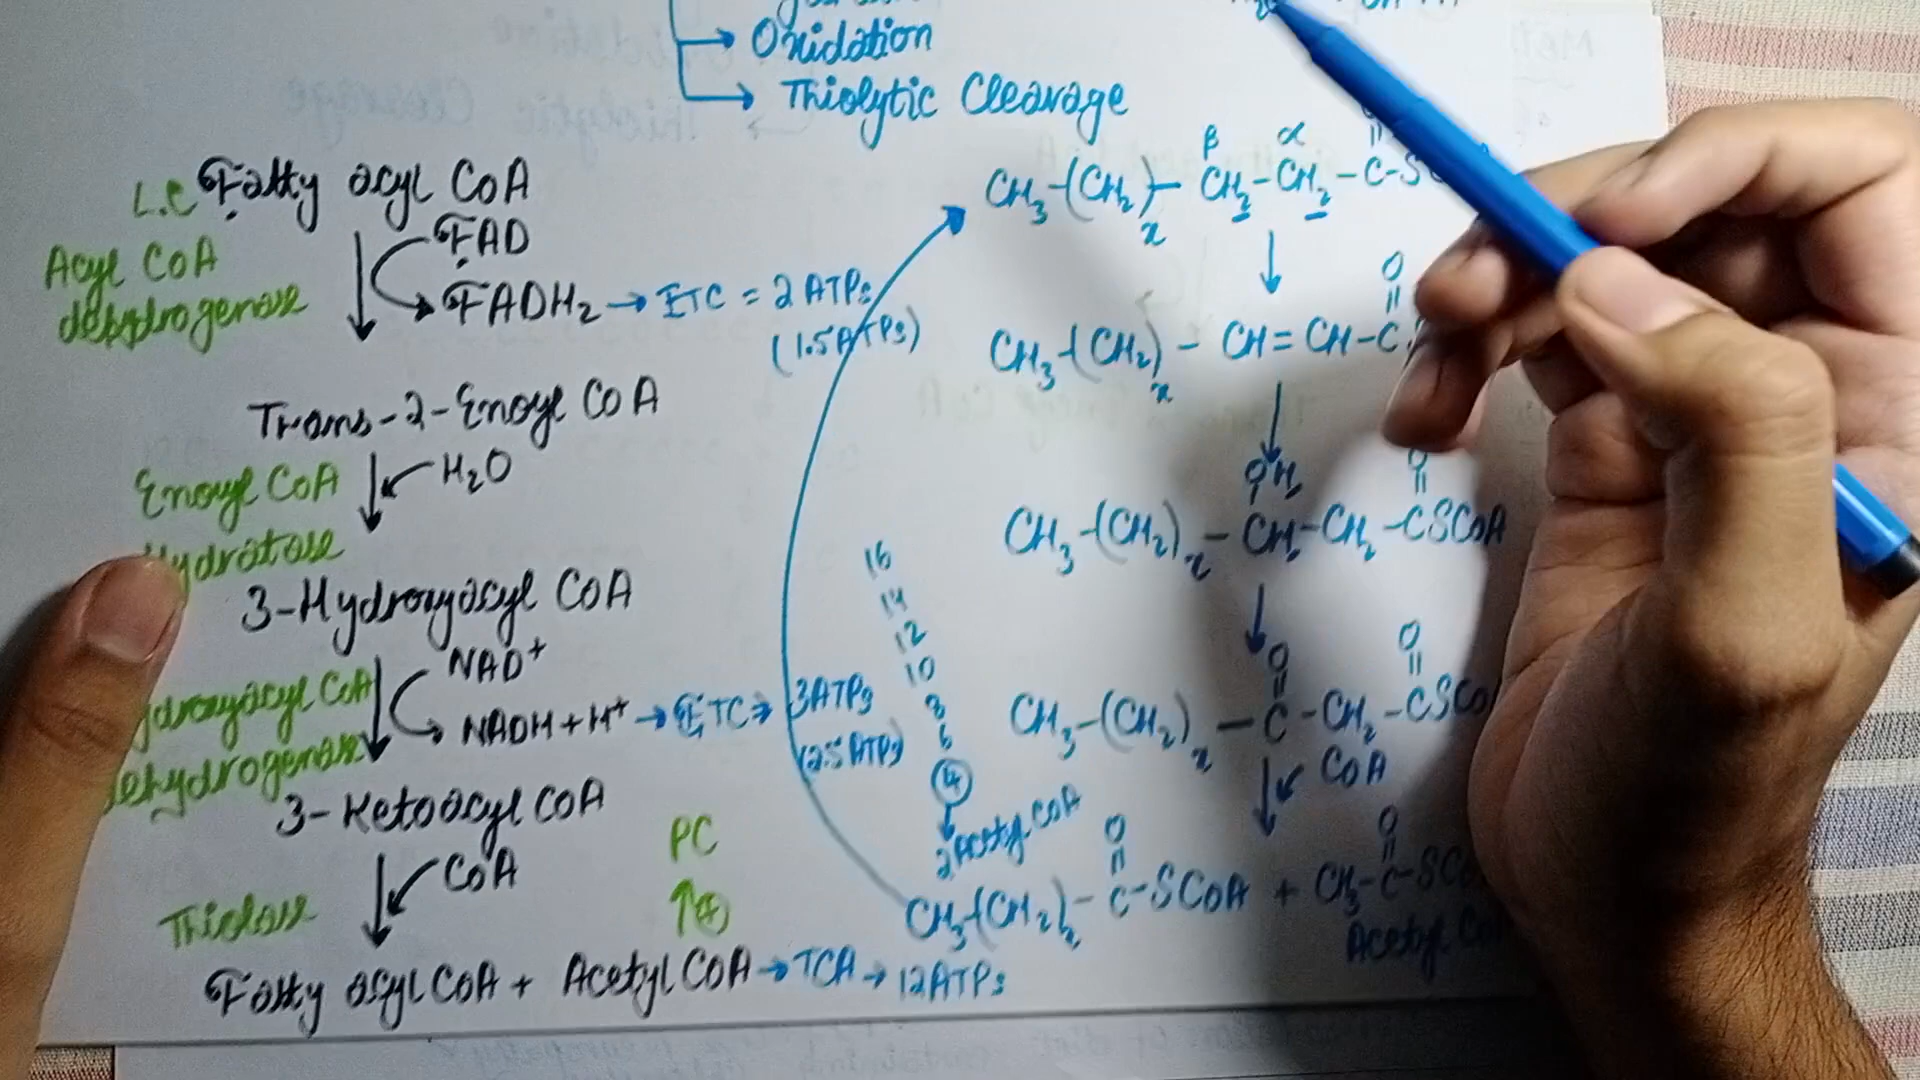 Oxidation
Thiolytic Cleavage
L.C Fatty acyl CoA
Acyl CoA
dehydrogenase
FAD
FADH2 → ETC = 2 ATPs
(1.5 ATPs)
Trans-2-Enoyl CoA
Enoyl CoA
Hydratase
H2O
3-Hydroxyacyl CoA
NAD+
NADH + H+ → ETC → 3ATPs
(2.5 ATPs)
3-Ketoacyl CoA
CoA
Thiolase
PC
↑⊕
Fatty acyl CoA + Acetyl CoA → TCA → 12ATPs
16
14
12
10
8
6
4
2 Acetyl CoA
β α
CH3-(CH2)x-CH2-CH2-C-S
O
CH3-(CH2)x-CH=CH-C
OH O
CH3-(CH2)x-CH-CH2-CSCoA
O O
CH3-(CH2)x-C-CH2-CSCo
CoA
O O
CH3-(CH2)2-C-SCoA + CH3-C-SC
Acetyl